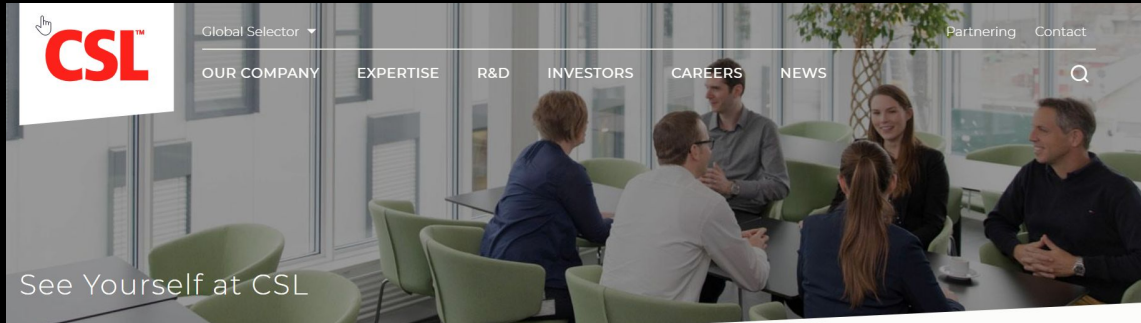 CSL™
Global Selector
Partnering Contact
OUR COMPANY EXPERTISE R&D INVESTORS CAREERS NEWS
See Yourself at CSL